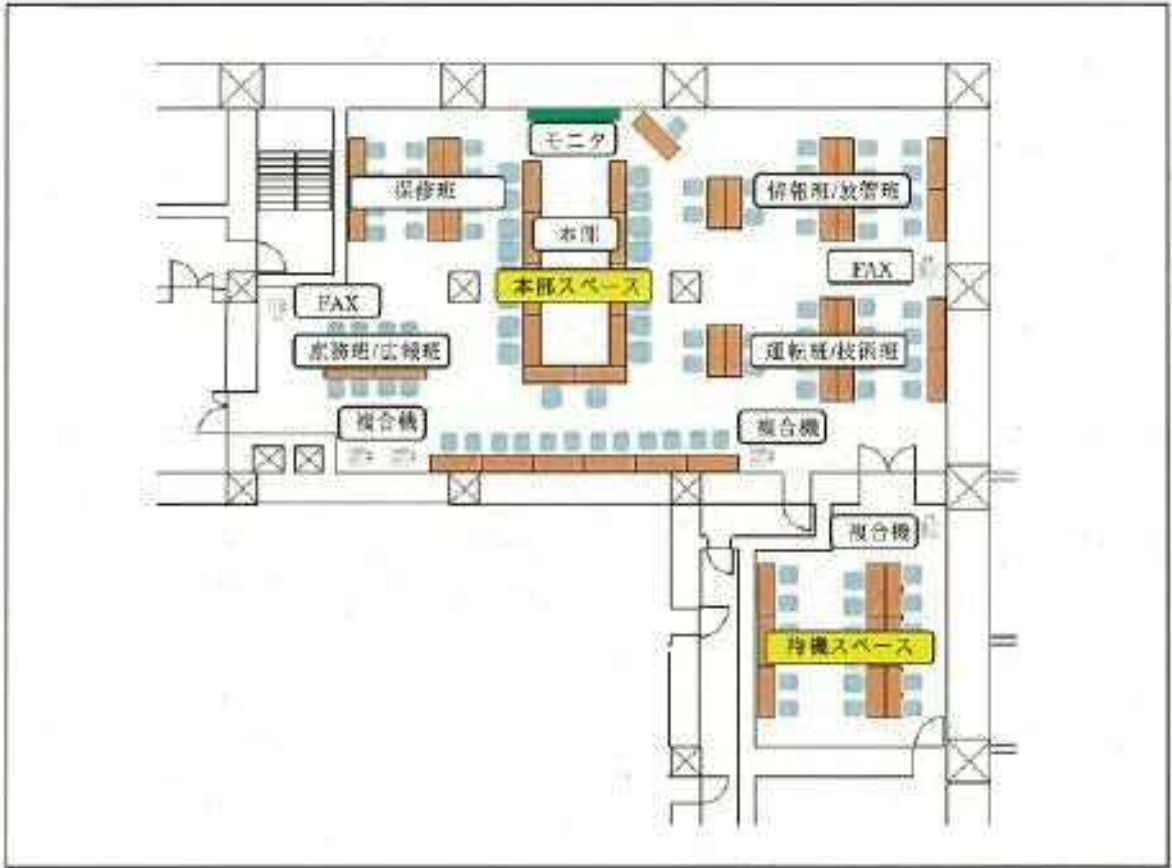 モニタ
保修班
情報班/放管班
本部
FAX
本部スペース
FAX
庶務班/広報班
運転班/技術班
複合機
複合機
複合機
待機スペース